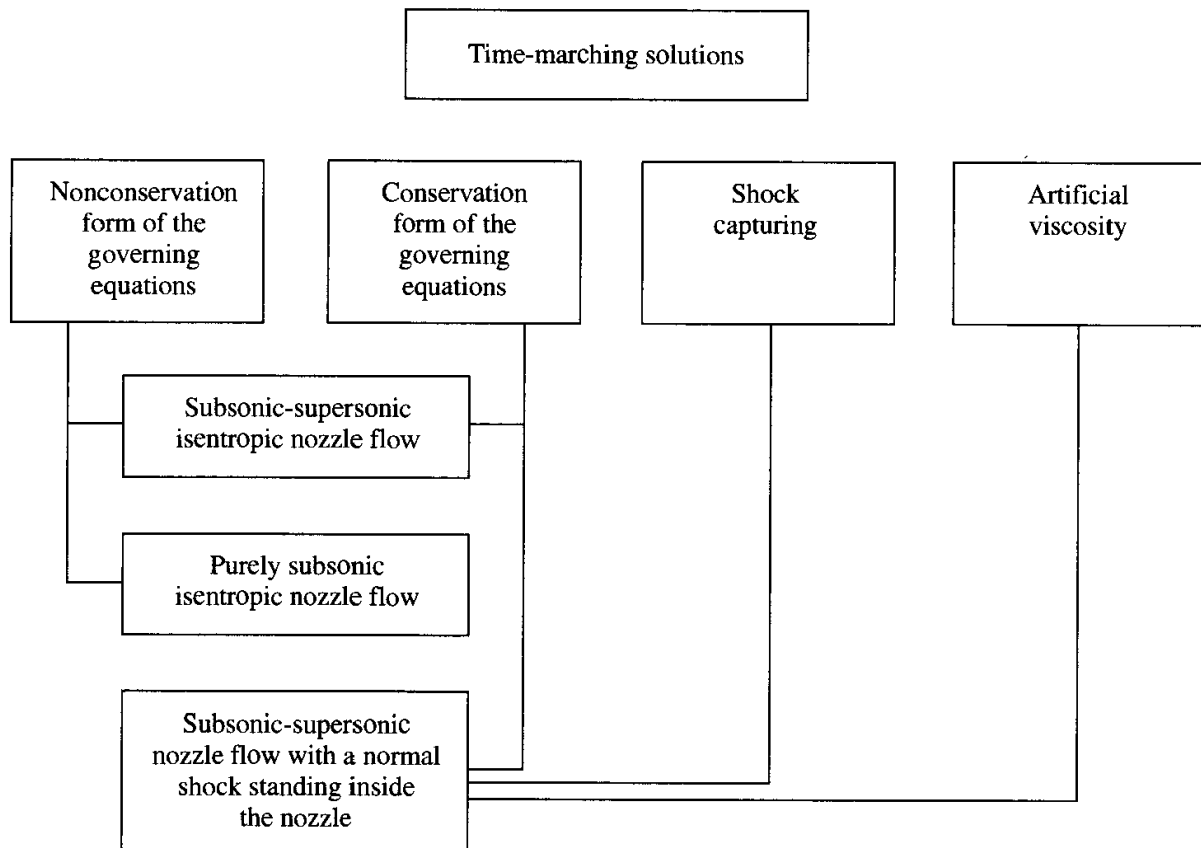 Time-marching solutions
Nonconservation
form of the
governing
equations
Conservation
form of the
governing
equations
Shock
capturing
Artificial
viscosity
Subsonic-supersonic
isentropic nozzle flow
Purely subsonic
isentropic nozzle flow
Subsonic-supersonic
nozzle flow with a normal
shock standing inside
the nozzle